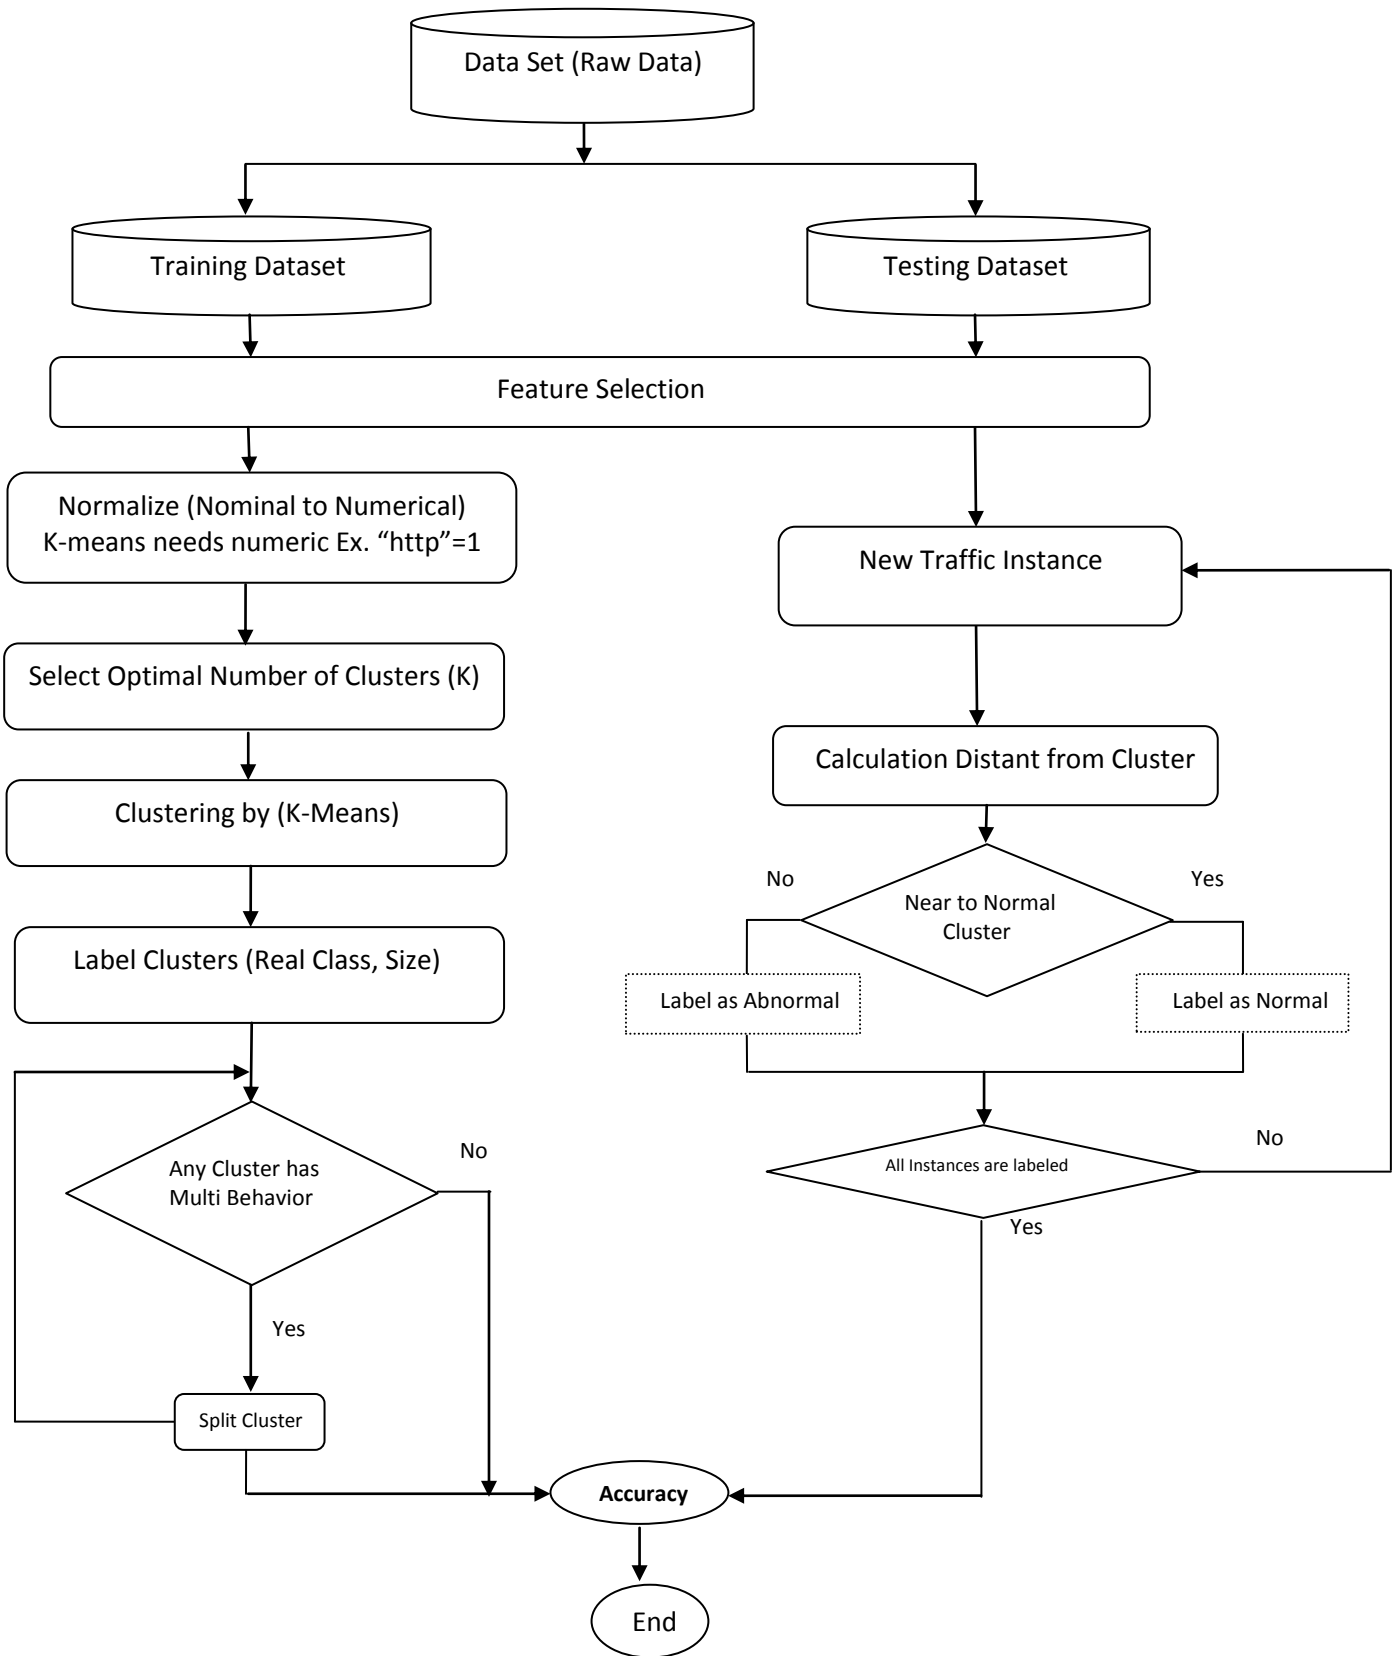 Data Set (Raw Data)
Training Dataset
Testing Dataset
Feature Selection
Normalize (Nominal to Numerical)
K-means needs numeric Ex. “http”=1
New Traffic Instance
Select Optimal Number of Clusters (K)
Calculation Distant from Cluster
Clustering by (K-Means)
No
Yes
Near to Normal
Cluster
Label Clusters (Real Class, Size)
Label as Abnormal
Label as Normal
No
Any Cluster has
Multi Behavior
No
All Instances are labeled
Yes
Yes
Split Cluster
Accuracy
End